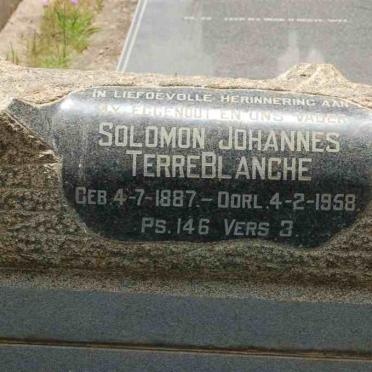 IN LIEFDEVOLLE HERINNERING AAN
MY EGGENOOT EN ONS VADER
SOLOMON JOHANNES
TERREBLANCHE
GEB. 4-7-1887. – OORL. 4-2-1958
PS. 146 VERS 3